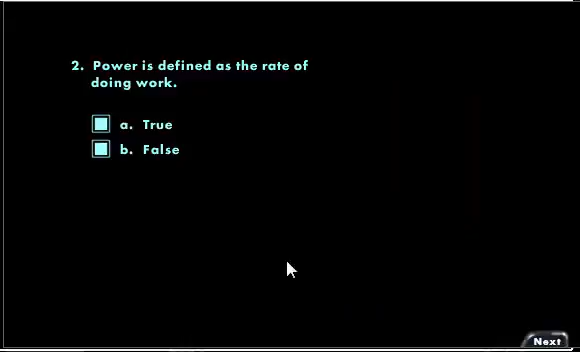 2. Power is defined as the rate of
doing work.
a. True
b. False
Next